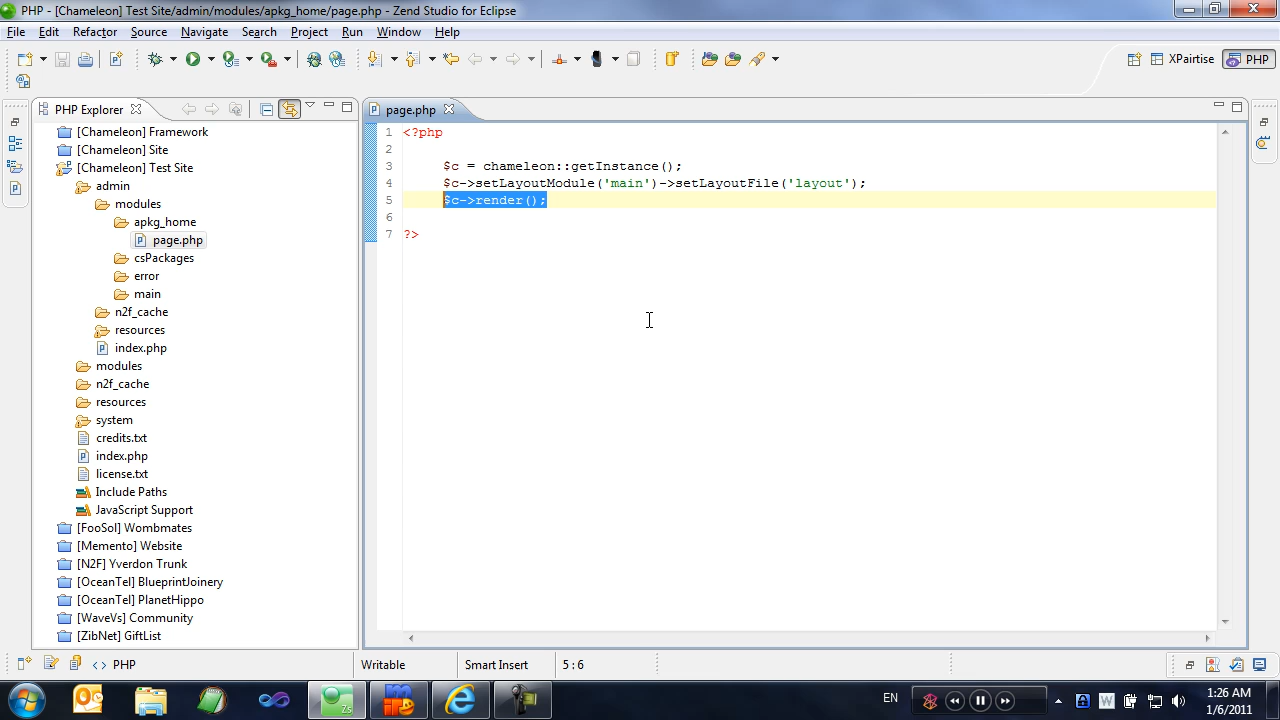 PHP - [Chameleon] Test Site/admin/modules/apkg_home/page.php - Zend Studio for Eclipse
File Edit Refactor Source Navigate Search Project Run Window Help
XPairtise PHP
PHP Explorer
[Chameleon] Framework
[Chameleon] Site
[Chameleon] Test Site
admin
modules
apkg_home
page.php
csPackages
error
main
n2f_cache
resources
index.php
modules
n2f_cache
resources
system
credits.txt
index.php
license.txt
Include Paths
JavaScript Support
[FooSol] Wombmates
[Memento] Website
[N2F] Yverdon Trunk
[OceanTel] BlueprintJoinery
[OceanTel] PlanetHippo
[WaveVs] Community
[ZibNet] GiftList
page.php
1 <?php
2
3 $c = chameleon::getInstance();
4 $c->setLayoutModule('main')->setLayoutFile('layout');
5 $c->render();
6
7 ?>
<> PHP
Writable Smart Insert 5 : 6
Zs
EN
W
1:26 AM
1/6/2011